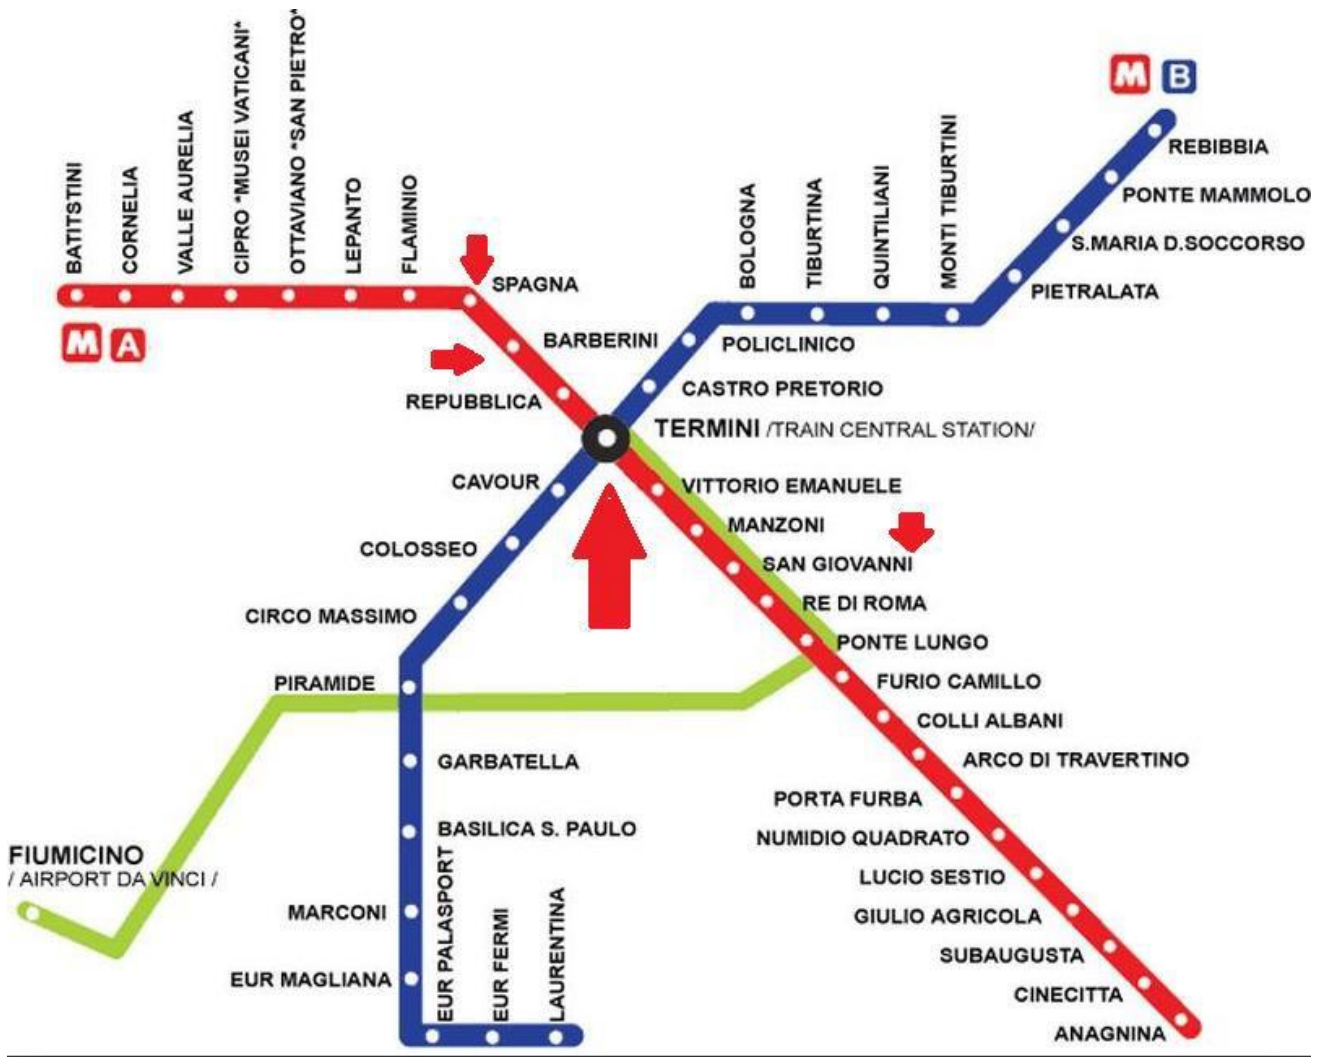 BATITSTINI
CORNELIA
VALLE AURELIA
CIPRO *MUSEI VATICANI*
OTTAVIANO *SAN PIETRO*
LEPANTO
FLAMINIO
SPAGNA
M A
BARBERINI
REPUBBLICA
TERMINI /TRAIN CENTRAL STATION/
VITTORIO EMANUELE
MANZONI
SAN GIOVANNI
RE DI ROMA
PONTE LUNGO
FURIO CAMILLO
COLLI ALBANI
ARCO DI TRAVERTINO
PORTA FURBA
NUMIDIO QUADRATO
LUCIO SESTIO
GIULIO AGRICOLA
SUBAUGUSTA
CINECITTA
ANAGNINA
M B
REBIBBIA
PONTE MAMMOLO
S.MARIA D.SOCCORSO
PIETRALATA
MONTI TIBURTINI
QUINTILIANI
TIBURTINA
BOLOGNA
POLICLINICO
CASTRO PRETORIO
CAVOUR
COLOSSEO
CIRCO MASSIMO
PIRAMIDE
GARBATELLA
BASILICA S. PAULO
MARCONI
EUR MAGLIANA
EUR PALASPORT
EUR FERMI
LAURENTINA
FIUMICINO
/ AIRPORT DA VINCI /